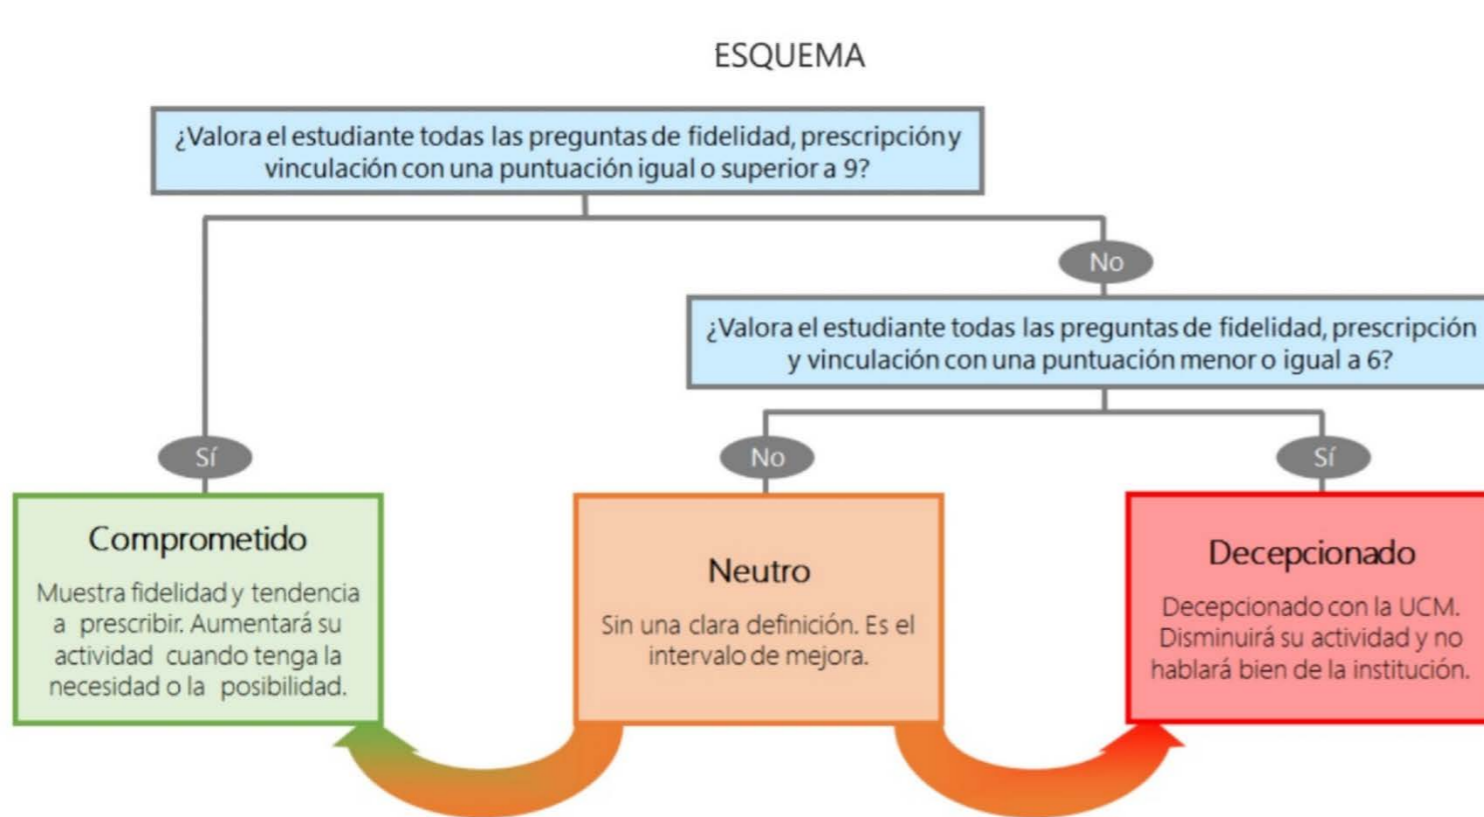 ESQUEMA
¿Valora el estudiante todas las preguntas de fidelidad, prescripción y
vinculación con una puntuación igual o superior a 9?
No
¿Valora el estudiante todas las preguntas de fidelidad, prescripción
y vinculación con una puntuación menor o igual a 6?
Sí
No
Sí
Comprometido
Muestra fidelidad y tendencia
a prescribir. Aumentará su
actividad cuando tenga la
necesidad o la posibilidad.
Neutro
Sin una clara definición. Es el
intervalo de mejora.
Decepcionado
Decepcionado con la UCM.
Disminuirá su actividad y no
hablará bien de la institución.